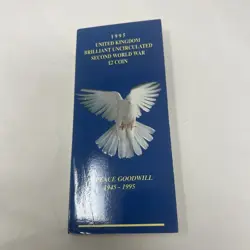 1995
UNITED KINGDOM
BRILLIANT UNCIRCULATED
SECOND WORLD WAR
£2 COIN
PEACE GOODWILL
1945 - 1995